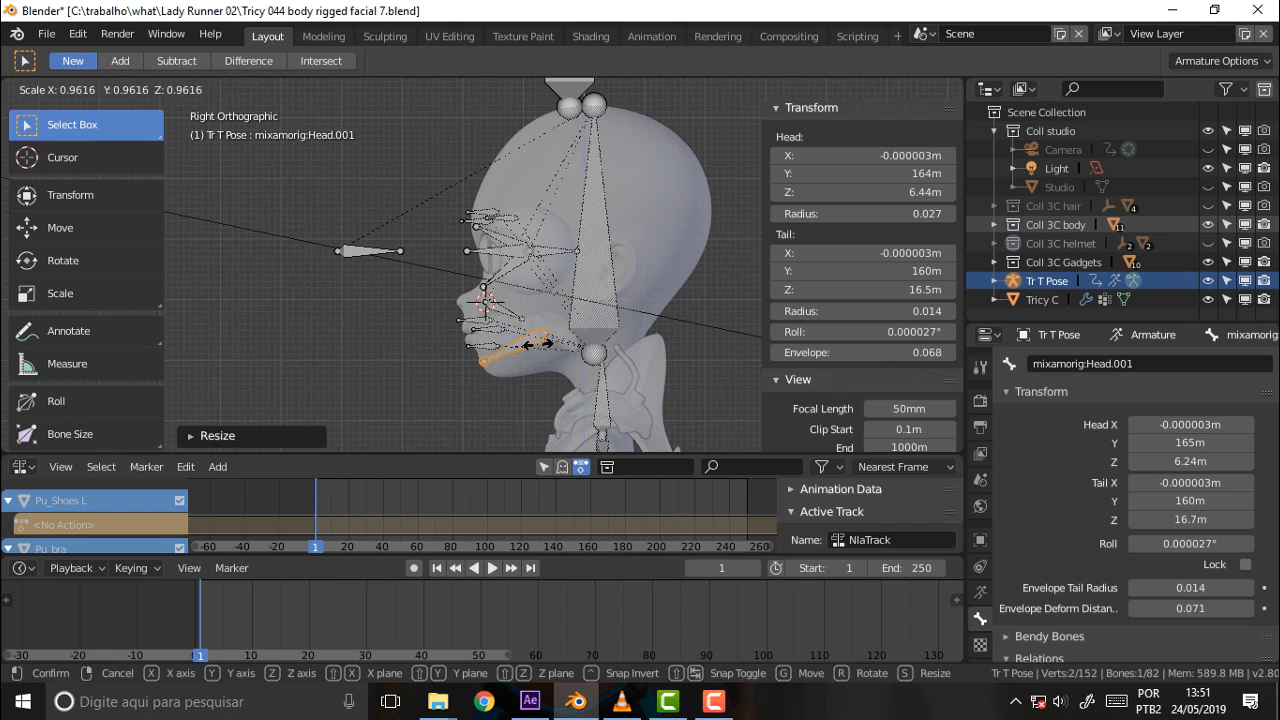 Blender* [C:\trabalho\what\Lady Runner 02\Tricy 044 body rigged facial 7.blend]
File Edit Render Window Help Layout Modeling Sculpting UV Editing Texture Paint Shading Animation Rendering Compositing Scripting + Scene View Layer
New Add Subtract Difference Intersect Armature Options
Scale X: 0.9616 Y: 0.9616 Z: 0.9616
Right Orthographic
(1) Tr T Pose : mixamorig:Head.001
Select Box
Cursor
Transform
Move
Rotate
Scale
Annotate
Measure
Roll
Bone Size
Resize
Transform
Head:
X: -0.000003m
Y: 164m
Z: 6.44m
Radius: 0.027
Tail:
X: -0.000003m
Y: 160m
Z: 16.5m
Radius: 0.014
Roll: 0.000027°
Envelope: 0.068
View
Focal Length 50mm
Clip Start 0.1m
End 1000m
Scene Collection
Coll studio
Camera
Light
Studio
Coll 3C hair 4
Coll 3C body 11
Coll 3C helmet 2 2
Coll 3C Gadgets 10
Tr T Pose
Tricy C
Tr T Pose Armature mixamorig
mixamorig:Head.001
Transform
Head X -0.000003m
Y 165m
Z 6.24m
Tail X -0.000003m
Y 160m
Z 16.7m
Roll 0.000027°
Lock
Envelope Tail Radius 0.014
Envelope Deform Distan.. 0.071
Bendy Bones
Relations
View Select Marker Edit Add Nearest Frame
Pu_Shoes L
<No Action>
Pu_bra
-60 -40 -20 1 20 40 60 80 100 120 140 160 180 200 220 240 260
Animation Data
Active Track
Name: NlaTrack
Playback Keying View Marker 1 Start: 1 End: 250
-30 -20 -10 1 10 20 30 40 50 60 70 80 90 100 110 120 130
Confirm Cancel X X axis Y Y axis Z Z axis X X plane Y Y plane Z Z plane Snap Invert Snap Toggle G Move R Rotate Resize Tr T Pose | Verts:2/152 | Bones:1/82 | Mem: 589.8 MB | v2.80
Digite aqui para pesquisar
Ae
POR
PTB2
13:51
24/05/2019